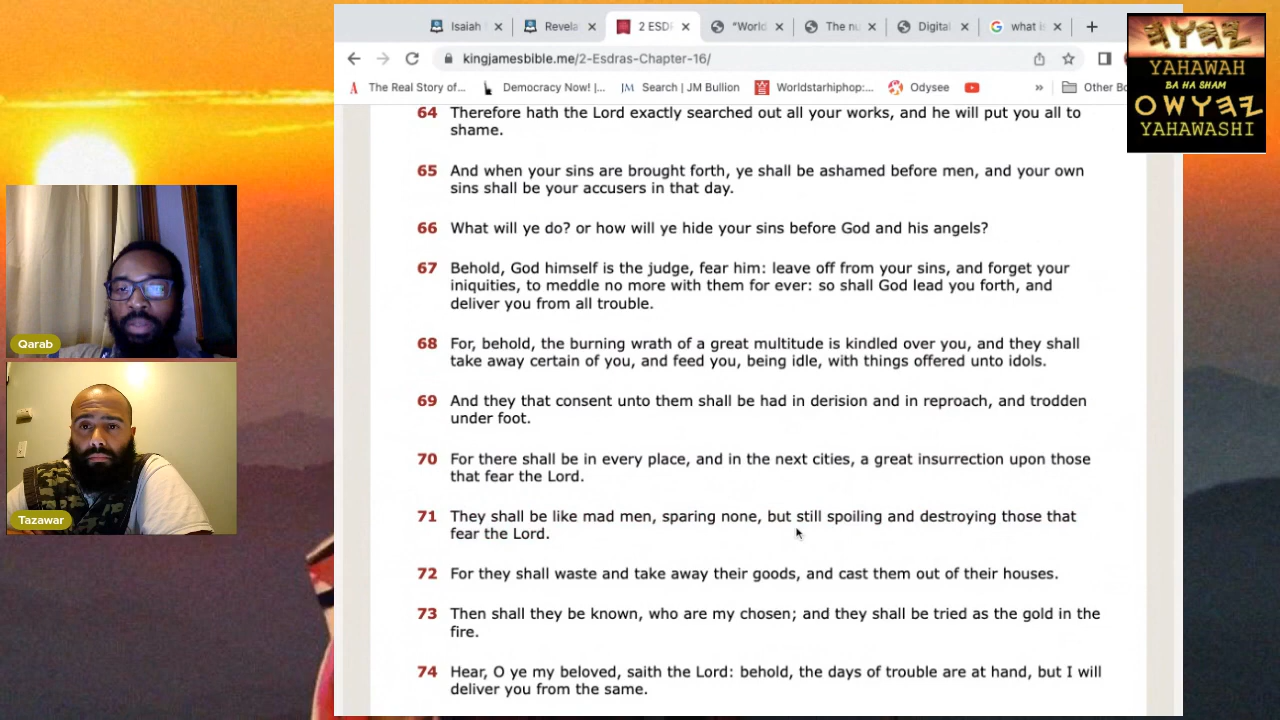 Isaiah
Revela
2 ESDR
"World
The nu
Digital
what is
kingjamesbible.me/2-Esdras-Chapter-16/
The Real Story of...
Democracy Now! |...
Search | JM Bullion
Worldstarhiphop:...
Odysee
»
Other Bo
YAHAWAH
BA HA SHAM
YAHAWASHI
64 Therefore hath the Lord exactly searched out all your works, and he will put you all to
shame.
65 And when your sins are brought forth, ye shall be ashamed before men, and your own
sins shall be your accusers in that day.
66 What will ye do? or how will ye hide your sins before God and his angels?
67 Behold, God himself is the judge, fear him: leave off from your sins, and forget your
iniquities, to meddle no more with them for ever: so shall God lead you forth, and
deliver you from all trouble.
68 For, behold, the burning wrath of a great multitude is kindled over you, and they shall
take away certain of you, and feed you, being idle, with things offered unto idols.
69 And they that consent unto them shall be had in derision and in reproach, and trodden
under foot.
70 For there shall be in every place, and in the next cities, a great insurrection upon those
that fear the Lord.
71 They shall be like mad men, sparing none, but still spoiling and destroying those that
fear the Lord.
72 For they shall waste and take away their goods, and cast them out of their houses.
73 Then shall they be known, who are my chosen; and they shall be tried as the gold in the
fire.
74 Hear, O ye my beloved, saith the Lord: behold, the days of trouble are at hand, but I will
deliver you from the same.
Qarab
Tazawar